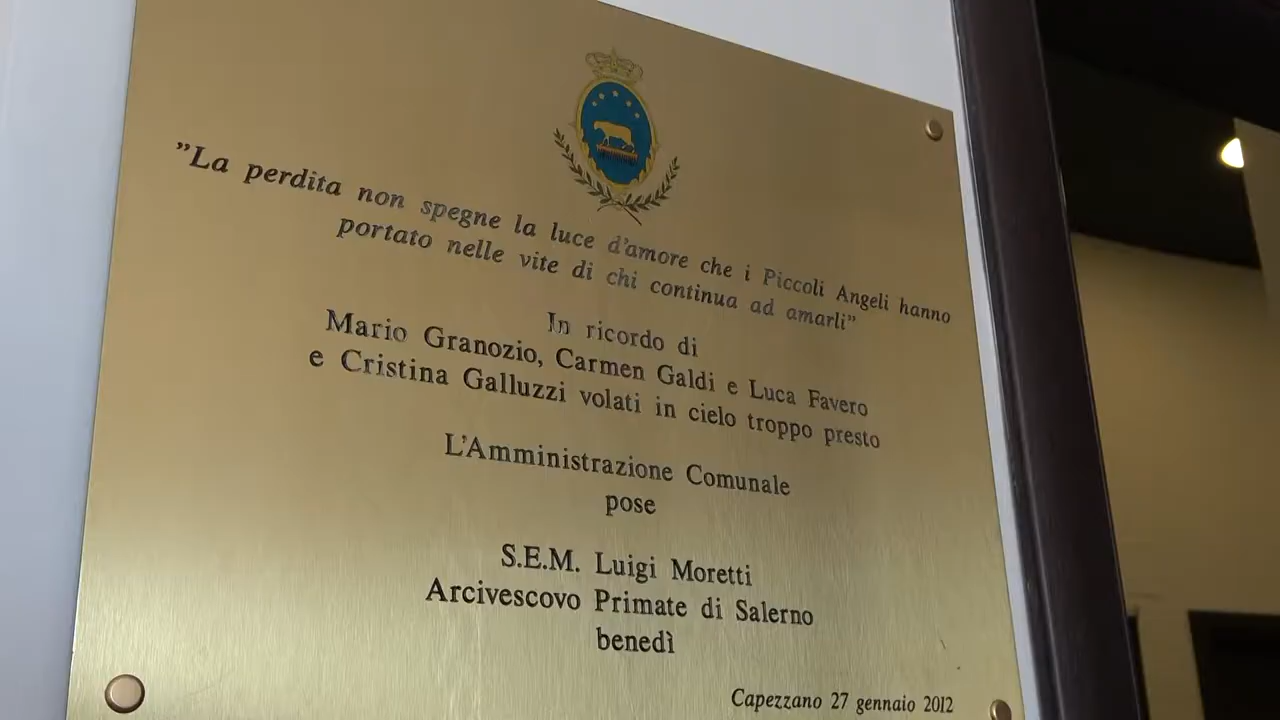 "La perdita non spegne la luce d'amore che i Piccoli Angeli hanno
portato nelle vite di chi continua ad amarli"
In ricordo di
Mario Granozio, Carmen Galdi e Luca Favero
e Cristina Galluzzi volati in cielo troppo presto
L'Amministrazione Comunale
pose
S.E.M. Luigi Moretti
Arcivescovo Primate di Salerno
benedì
Capezzano 27 gennaio 2012